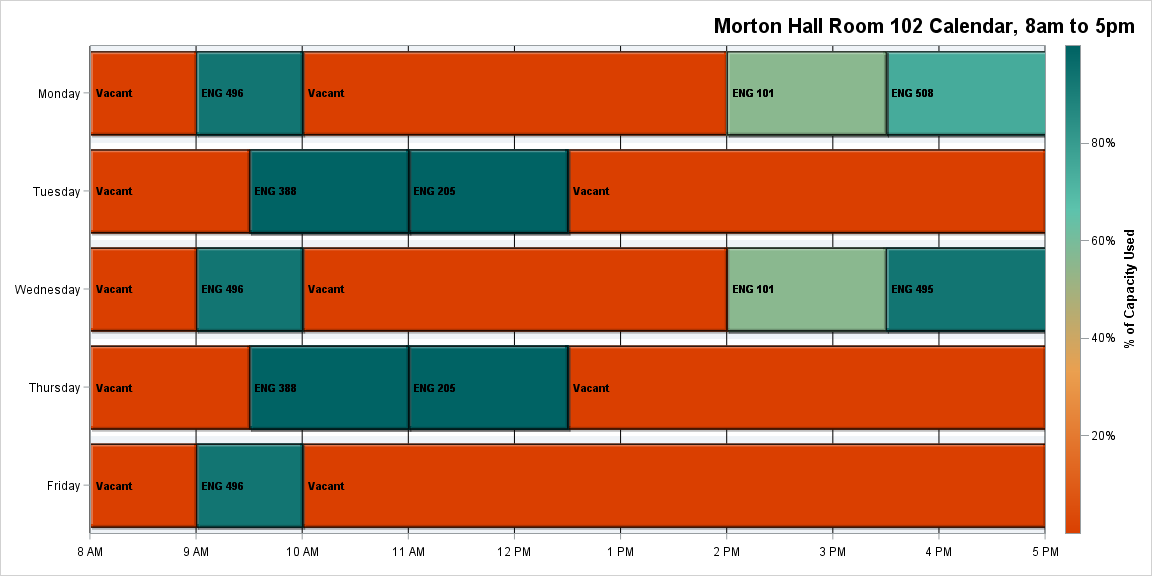 Morton Hall Room 102 Calendar, 8am to 5pm
Monday
Vacant
ENG 496
Vacant
ENG 101
ENG 508
Tuesday
Vacant
ENG 388
ENG 205
Vacant
Wednesday
Vacant
ENG 496
Vacant
ENG 101
ENG 495
Thursday
Vacant
ENG 388
ENG 205
Vacant
Friday
Vacant
ENG 496
Vacant
8 AM
9 AM
10 AM
11 AM
12 PM
1 PM
2 PM
3 PM
4 PM
5 PM
80%
60%
40%
20%
% of Capacity Used